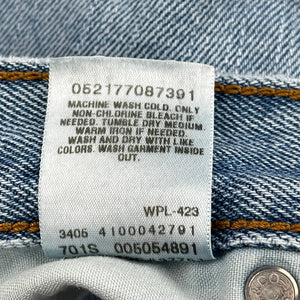 052177087391
MACHINE WASH COLD. ONLY
NON-CHLORINE BLEACH IF
NEEDED. TUMBLE DRY MEDIUM.
WARM IRON IF NEEDED.
WASH AND DRY WITH LIKE
COLORS. WASH GARMENT INSIDE
OUT.
WPL-423
3405 4100042791
701S 005054891